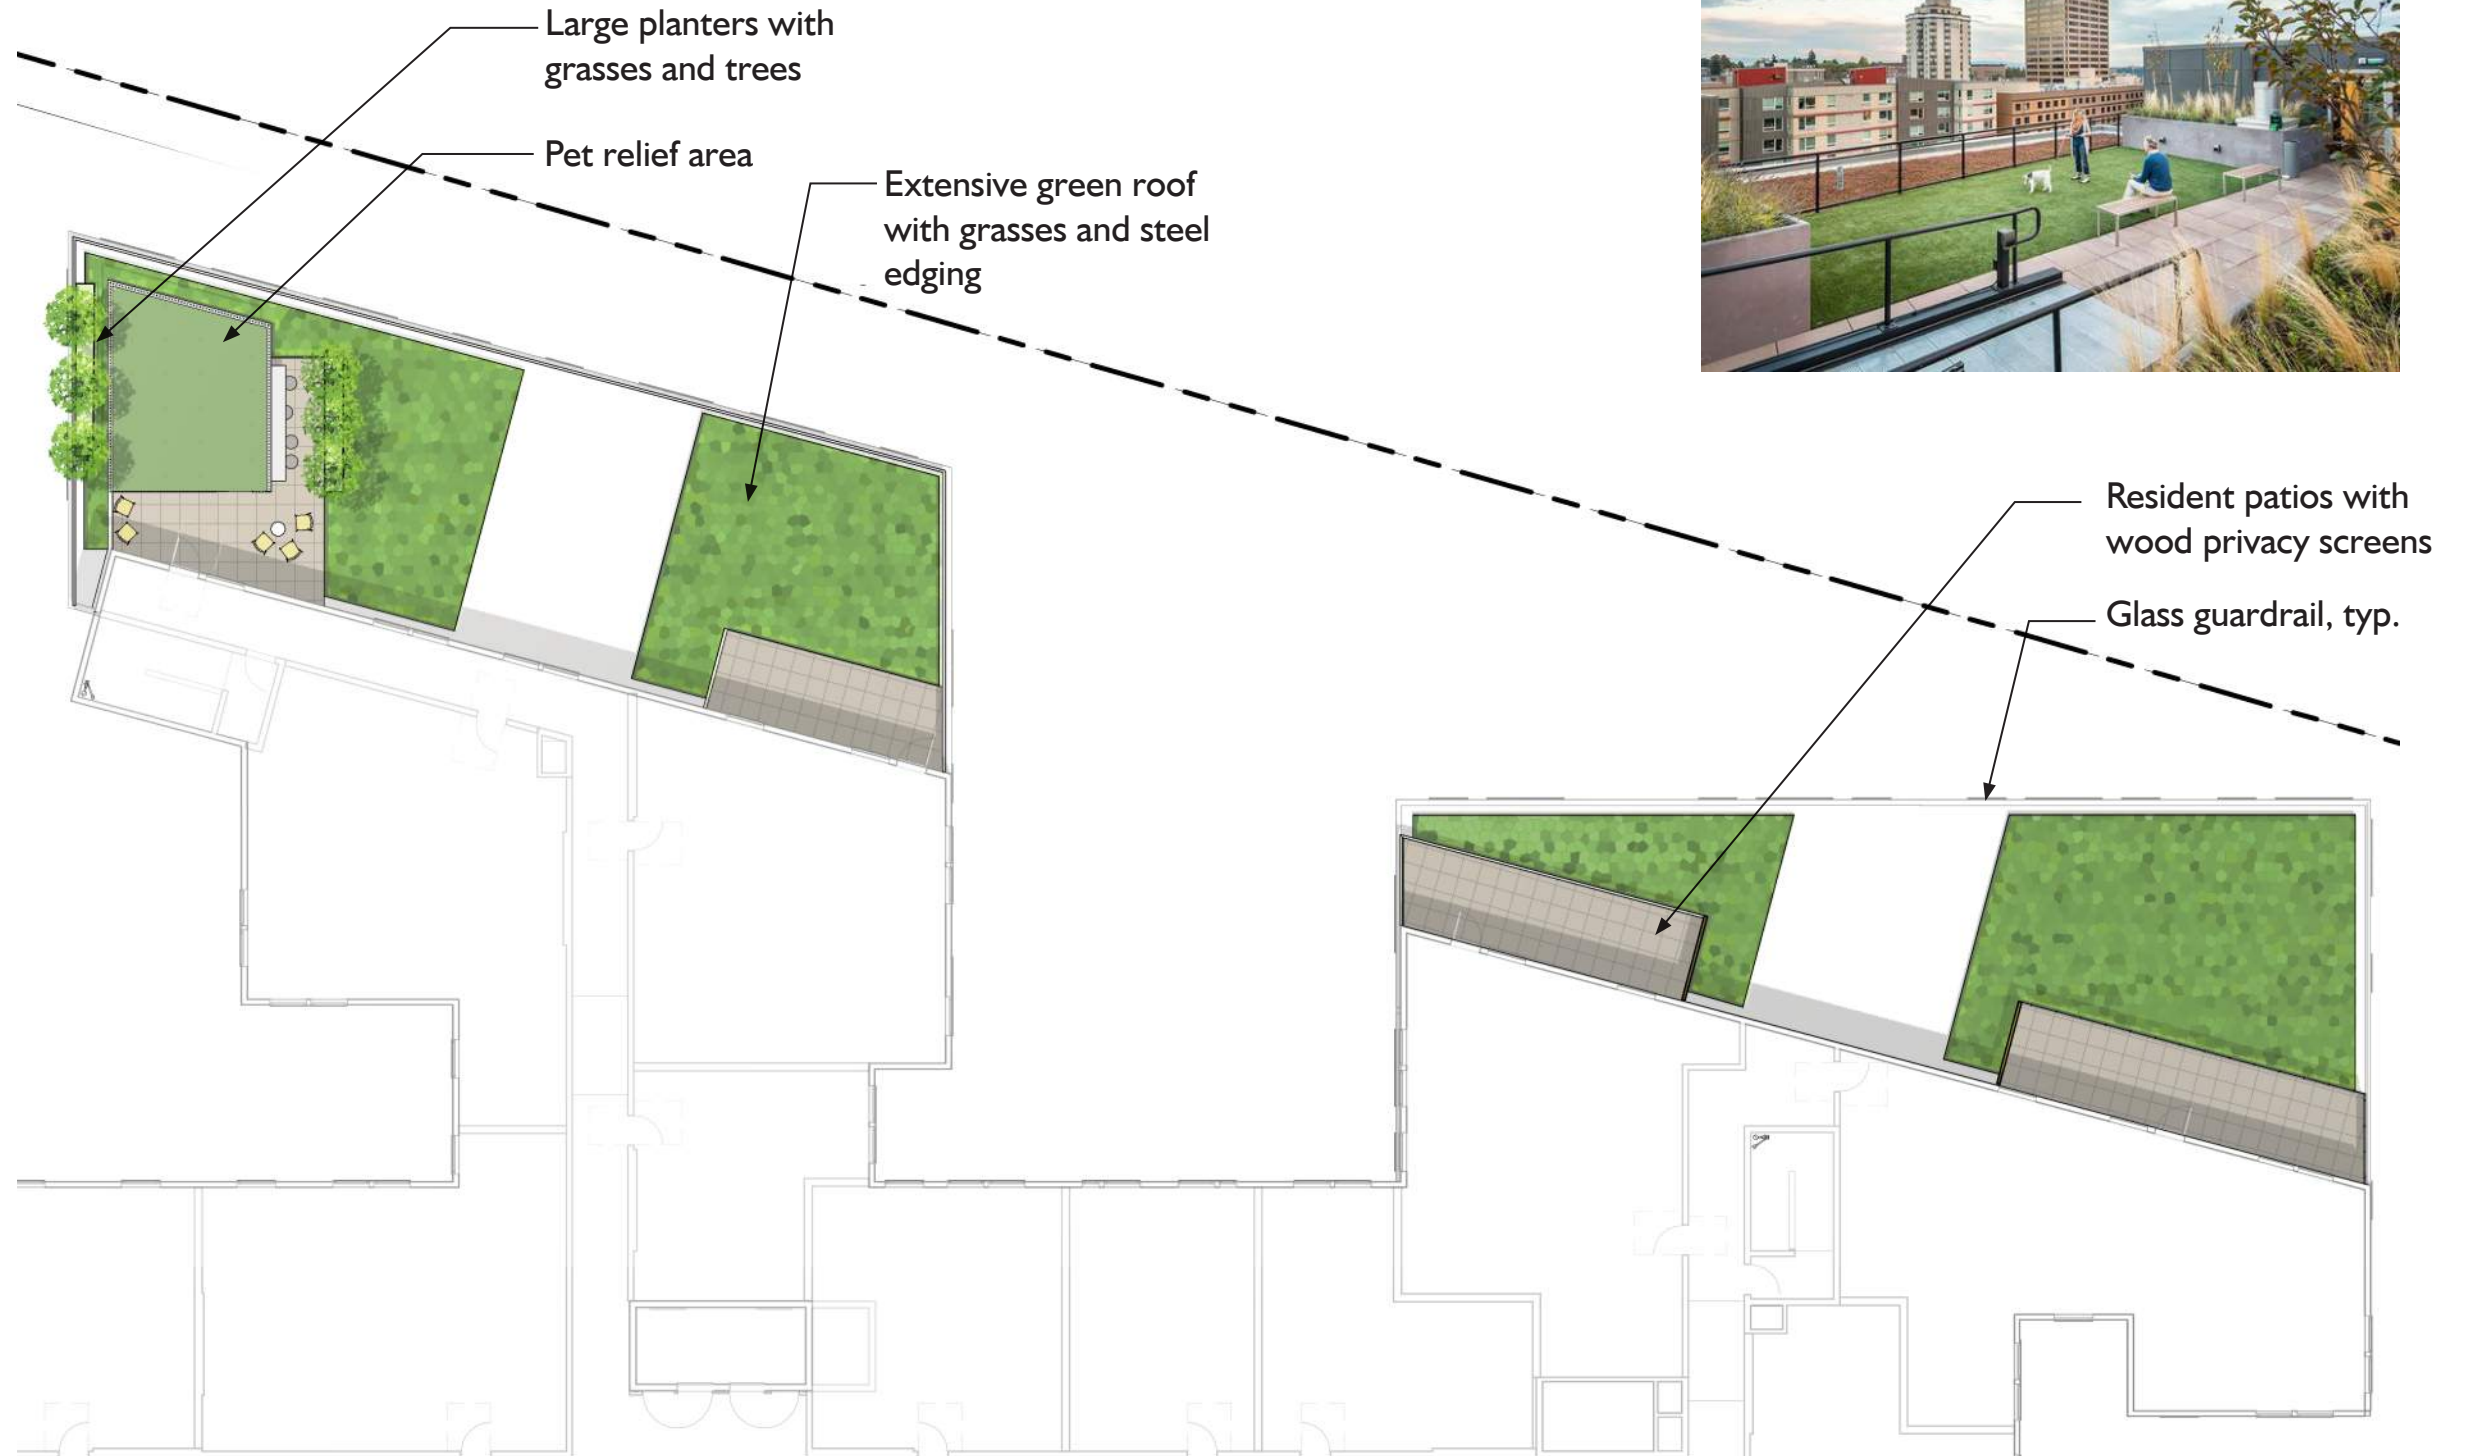 Large planters with
grasses and trees
Pet relief area
Extensive green roof
with grasses and steel
edging
Resident patios with
wood privacy screens
Glass guardrail, typ.